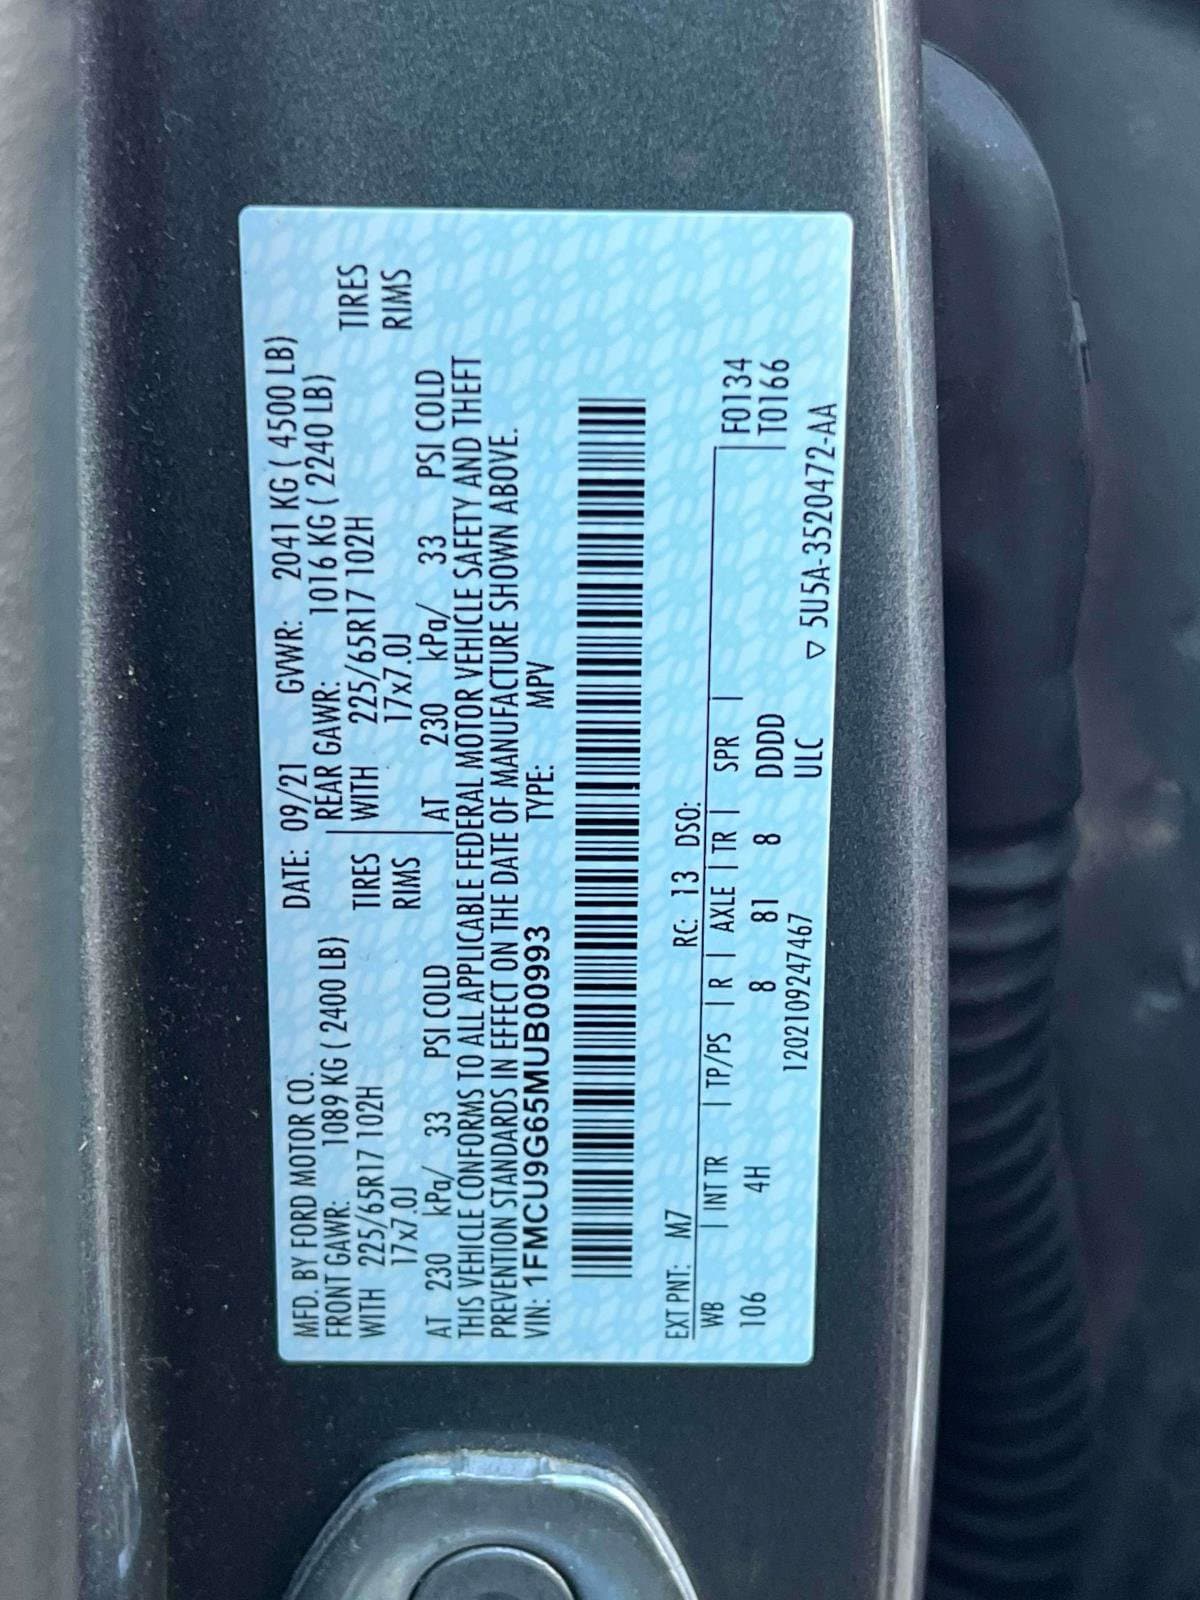 MFD. BY FORD MOTOR CO. DATE: 09/21 GVWR: 2041 KG ( 4500 LB)
FRONT GAWR: 1089 KG ( 2400 LB) REAR GAWR: 1016 KG ( 2240 LB)
WITH 225/65R17 102H TIRES WITH 225/65R17 102H TIRES
17x7.0J RIMS 17x7.0J RIMS
AT 230 kPa/ 33 PSI COLD AT 230 kPa/ 33 PSI COLD
THIS VEHICLE CONFORMS TO ALL APPLICABLE FEDERAL MOTOR VEHICLE SAFETY AND THEFT
PREVENTION STANDARDS IN EFFECT ON THE DATE OF MANUFACTURE SHOWN ABOVE.
VIN: 1FMCU9G65MUB00993 TYPE: MPV
EXT PNT: M7 RC: 13 DSO:
WB | INT TR | TP/PS | R | AXLE | TR | SPR | F0134
106 4H 8 81 8 DDDD T0166
1202109247467 ULC ▽ 5U5A-3520472-AA